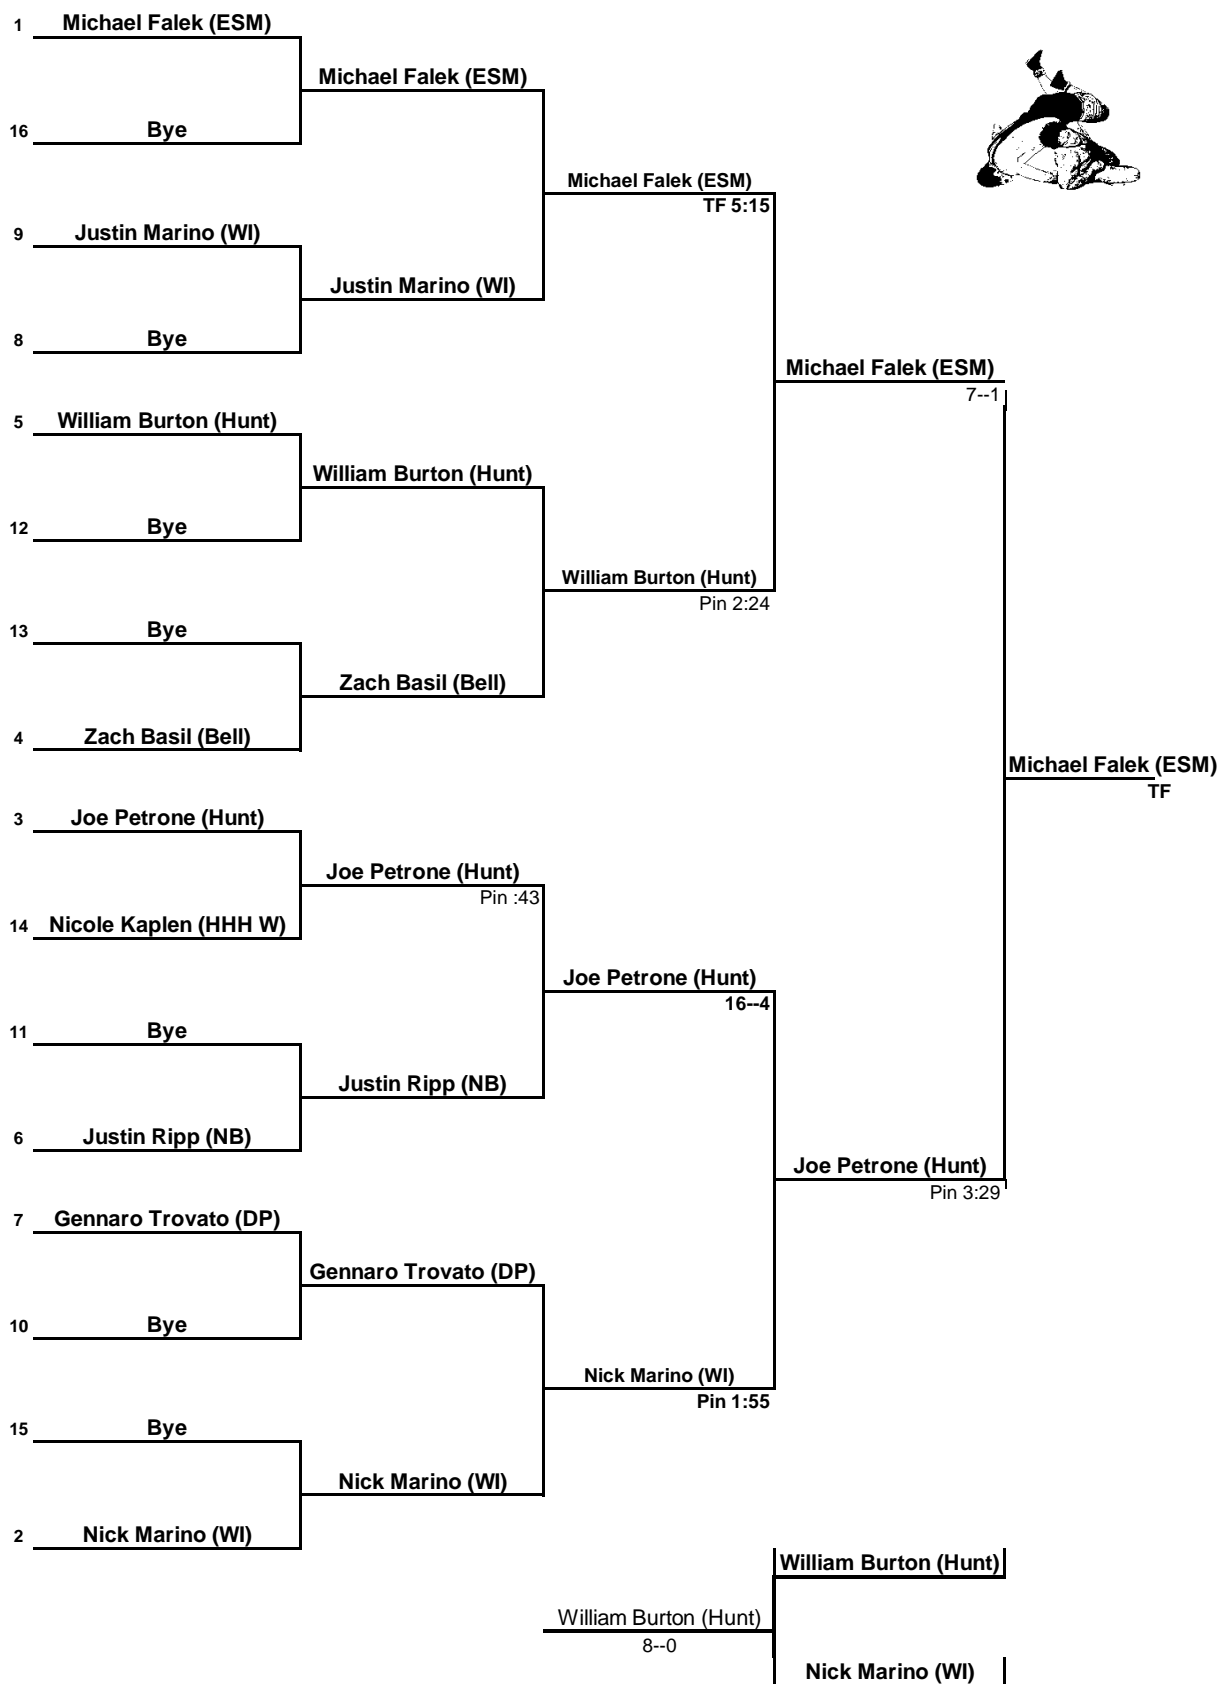 1 Michael Falek (ESM)
Michael Falek (ESM)
16 Bye
Michael Falek (ESM)
TF 5:15
9 Justin Marino (WI)
Justin Marino (WI)
8 Bye
Michael Falek (ESM)
7--1
5 William Burton (Hunt)
William Burton (Hunt)
12 Bye
William Burton (Hunt)
Pin 2:24
13 Bye
Zach Basil (Bell)
4 Zach Basil (Bell)
Michael Falek (ESM)
TF
3 Joe Petrone (Hunt)
Joe Petrone (Hunt)
Pin :43
14 Nicole Kaplen (HHH W)
Joe Petrone (Hunt)
16--4
11 Bye
Justin Ripp (NB)
6 Justin Ripp (NB)
Joe Petrone (Hunt)
Pin 3:29
7 Gennaro Trovato (DP)
Gennaro Trovato (DP)
10 Bye
Nick Marino (WI)
Pin 1:55
15 Bye
Nick Marino (WI)
2 Nick Marino (WI)
William Burton (Hunt)
William Burton (Hunt)
8--0
Nick Marino (WI)